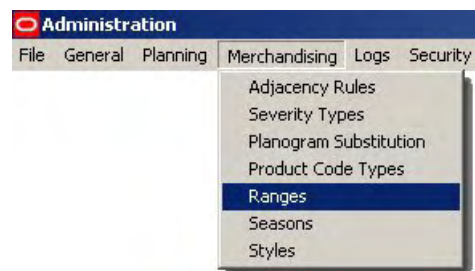 Administration
File General Planning Merchandising Logs Security
Adjacency Rules
Severity Types
Planogram Substitution
Product Code Types
Ranges
Seasons
Styles